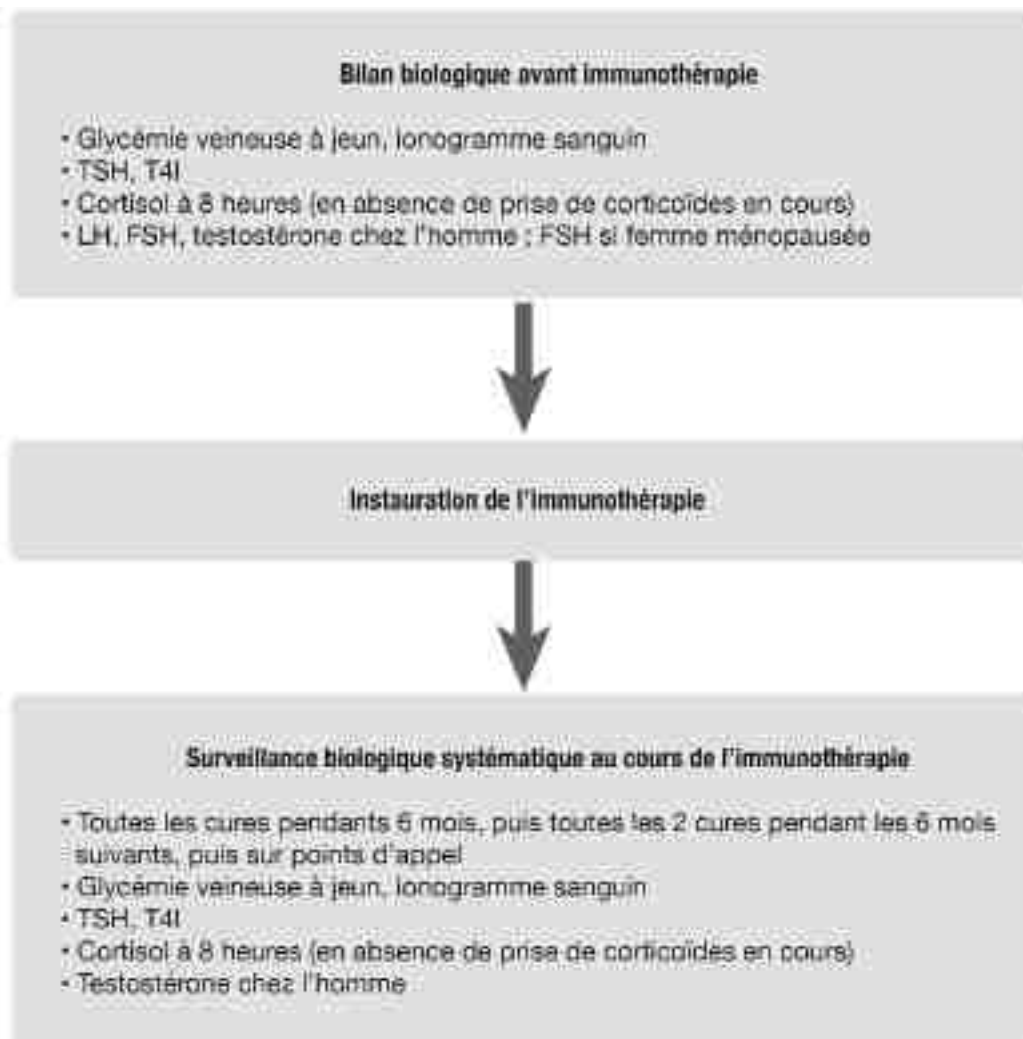 Bilan biologique avant immunothérapie
• Glycémie veineuse à jeun, ionogramme sanguin
• TSH, T4l
• Cortisol à 8 heures (en absence de prise de corticoïdes en cours)
• LH, FSH, testostérone chez l'homme ; FSH si femme ménopausée
Instauration de l'immunothérapie
Surveillance biologique systématique au cours de l'immunothérapie
• Toutes les cures pendants 6 mois, puis toutes les 2 cures pendant les 6 mois
suivants, puis sur points d'appel
• Glycémie veineuse à jeun, ionogramme sanguin
• TSH, T4l
• Cortisol à 8 heures (en absence de prise de corticoïdes en cours)
• Testostérone chez l'homme